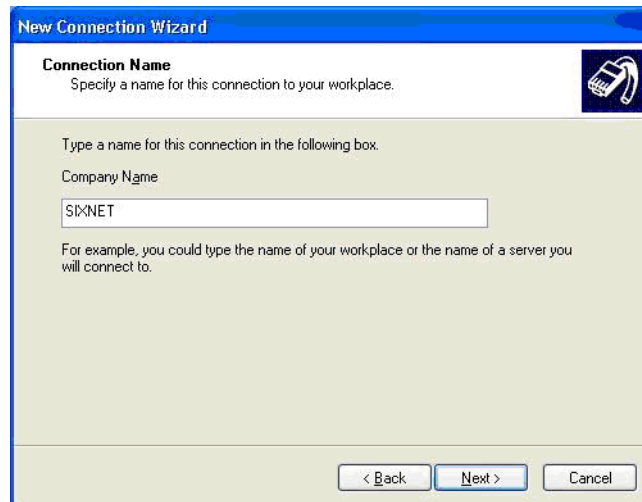 New Connection Wizard
Connection Name
Specify a name for this connection to your workplace.
Type a name for this connection in the following box.
Company Name
SIXNET
For example, you could type the name of your workplace or the name of a server you
will connect to.
< Back
Next >
Cancel